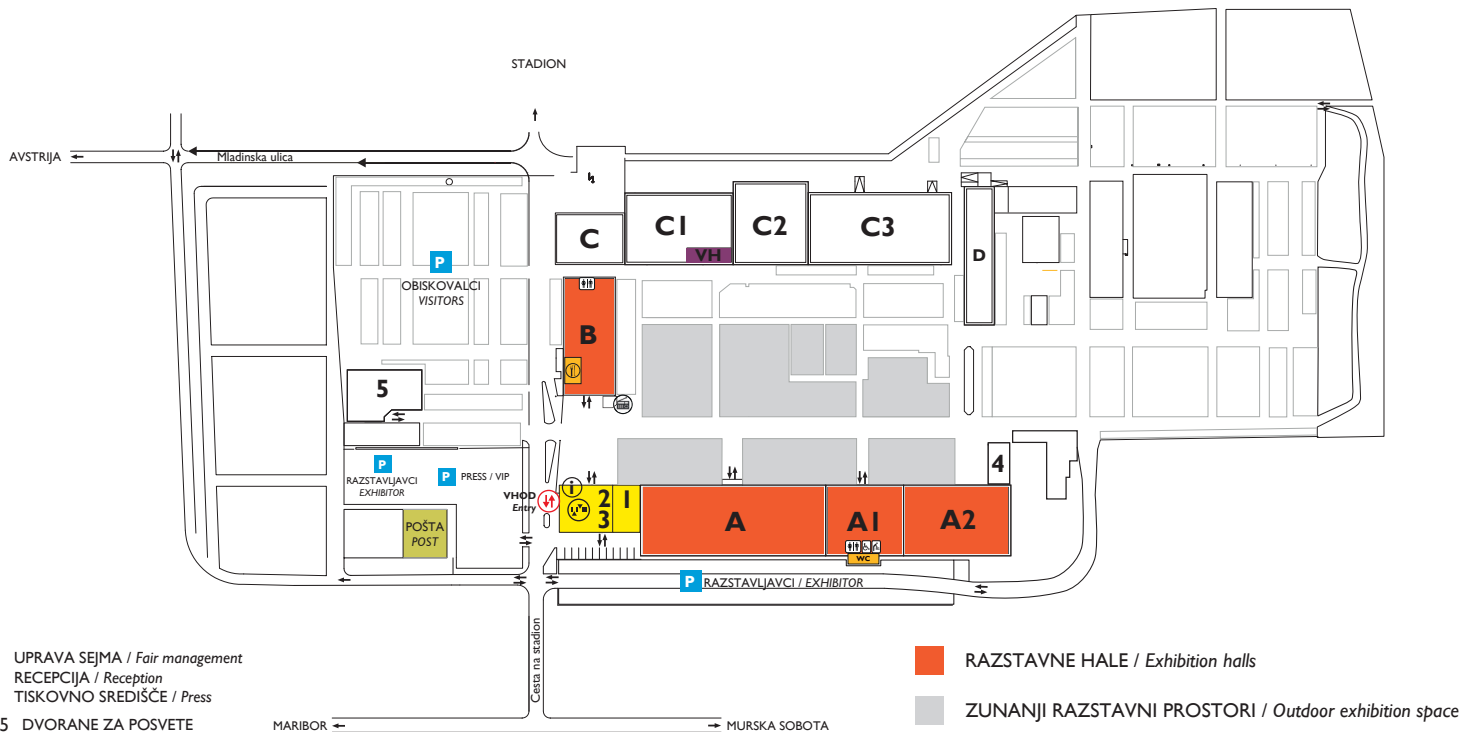 STADION
AVSTRIJA
Mladinska ulica
C
C1
VH
C2
C3
D
P
OBISKOVALCI
VISITORS
B
5
P
RAZSTAVLJAVCI
EXHIBITOR
P PRESS / VIP
4
VHOD
Entry
i
2
3
1
A
A1
A2
WC
POŠTA
POST
P RAZSTAVLJAVCI / EXHIBITOR
Cesta na stadion
UPRAVA SEJMA / Fair management
RECEPCIJA / Reception
TISKOVNO SREDIŠČE / Press
5 DVORANE ZA POSVETE
MARIBOR
MURSKA SOBOTA
RAZSTAVNE HALE / Exhibition halls
ZUNANJI RAZSTAVNI PROSTORI / Outdoor exhibition space